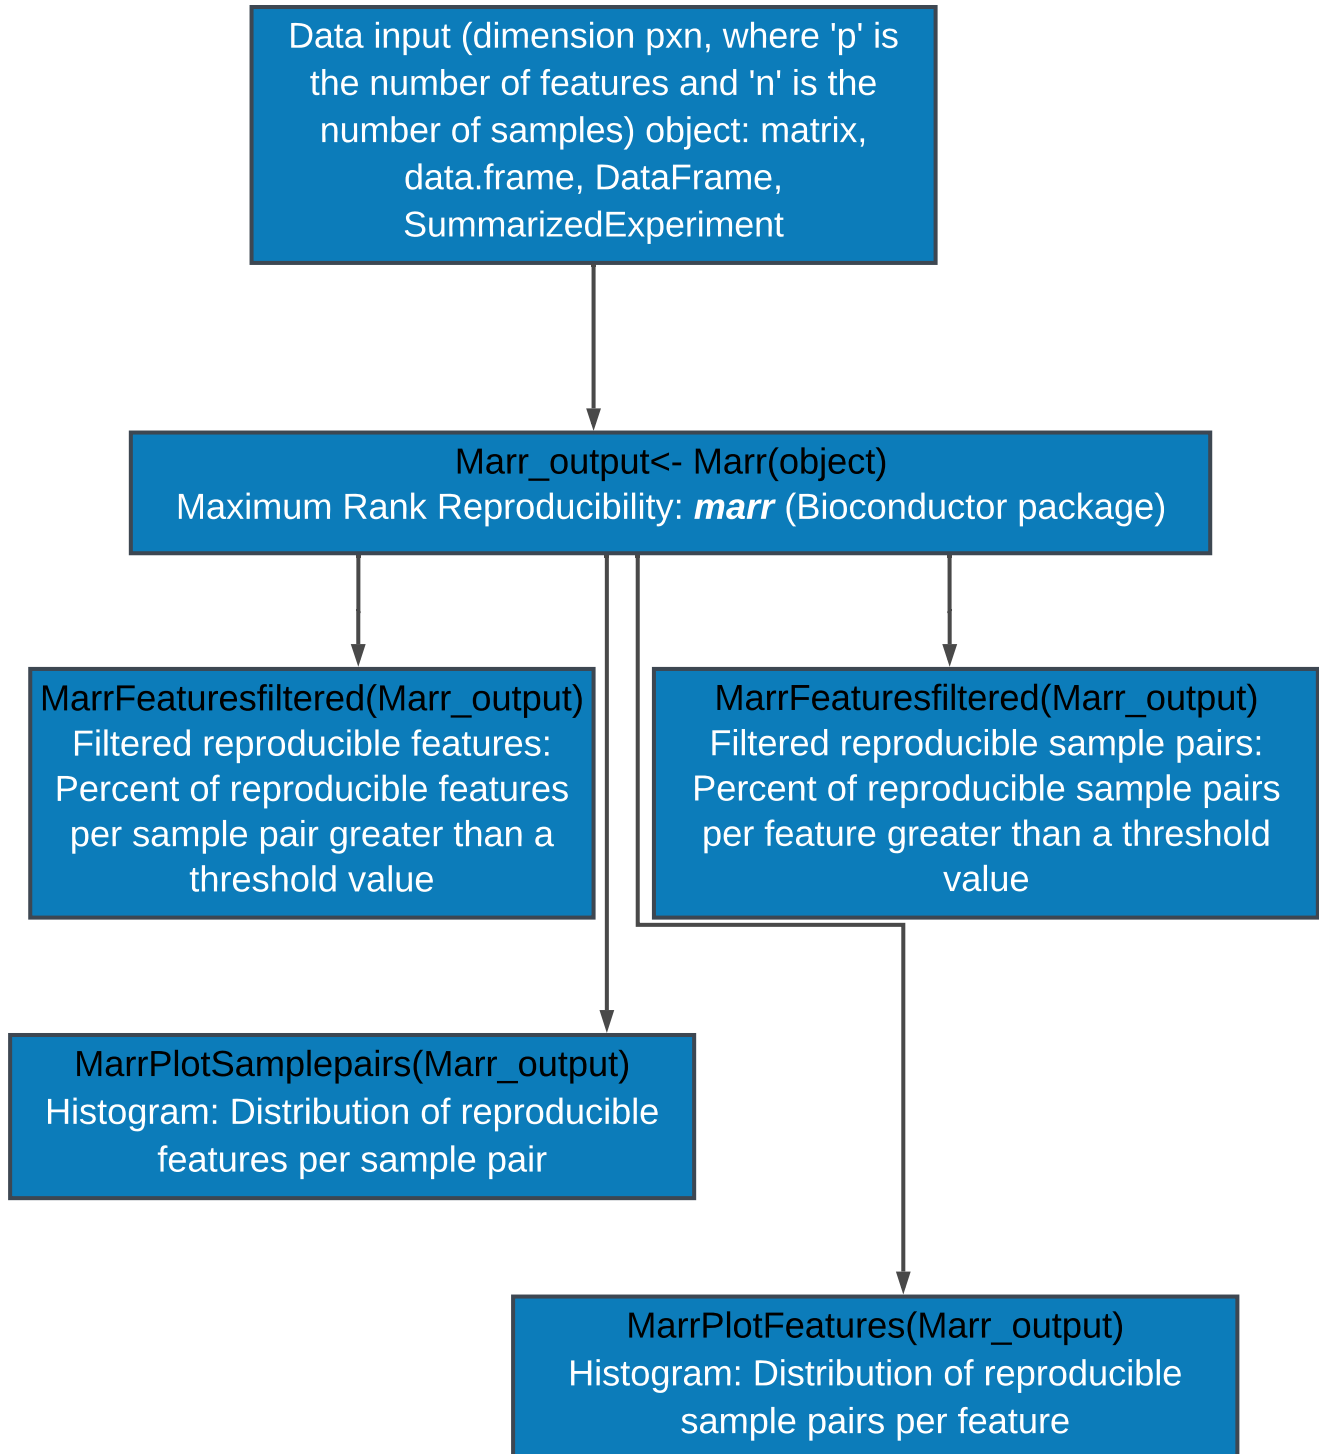 Data input (dimension pxn, where 'p' is
the number of features and 'n' is the
number of samples) object: matrix,
data.frame, DataFrame,
SummarizedExperiment
Marr_output<- Marr(object)
Maximum Rank Reproducibility: marr (Bioconductor package)
MarrFeaturesfiltered(Marr_output)
Filtered reproducible features:
Percent of reproducible features
per sample pair greater than a
threshold value
MarrFeaturesfiltered(Marr_output)
Filtered reproducible sample pairs:
Percent of reproducible sample pairs
per feature greater than a threshold
value
MarrPlotSamplepairs(Marr_output)
Histogram: Distribution of reproducible
features per sample pair
MarrPlotFeatures(Marr_output)
Histogram: Distribution of reproducible
sample pairs per feature